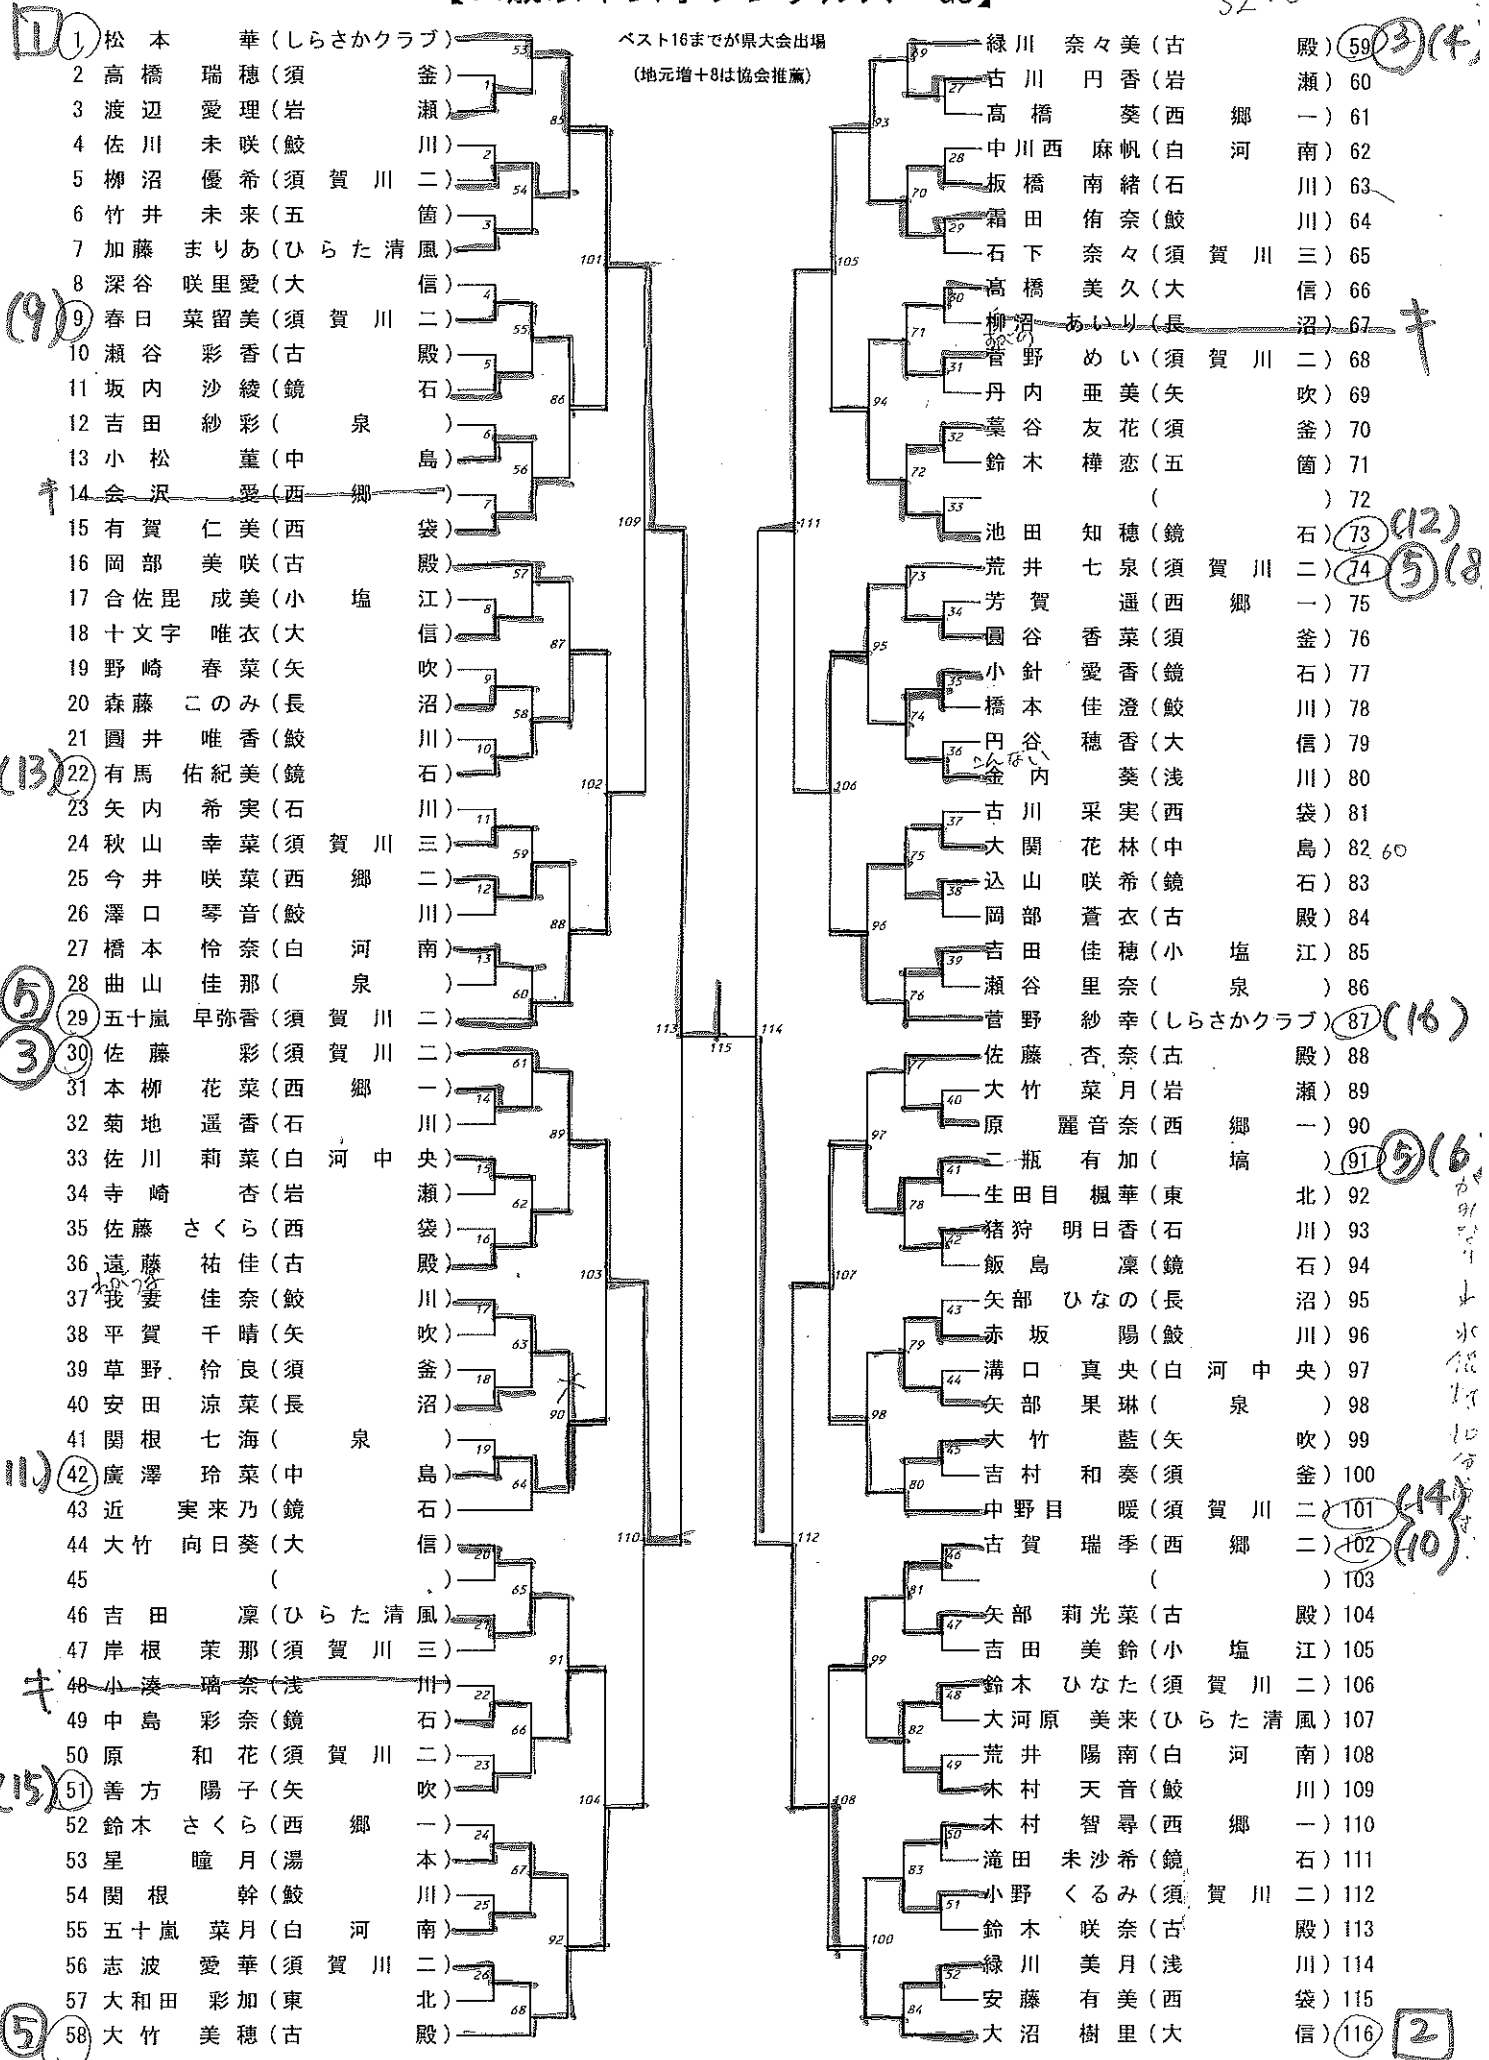 ベスト16までが県大会出場
(地元増+8は協会推薦)
1 1 松本 華(しらさかクラブ)
2 高橋 瑞穂(須釜)
3 渡辺 愛理(岩瀬)
4 佐川 未咲(鮫川)
5 柳沼 優希(須賀川二)
6 竹井 未来(五箇)
7 加藤 まりあ(ひらた清風)
8 深谷 咲里愛(大信)
(9) 9 春日 菜留美(須賀川二)
10 瀬谷 彩香(古殿)
11 坂内 沙綾(鏡石)
12 吉田 紗彩(泉)
13 小松 菫(中島)
キ 14 会沢 愛(西郷一)
15 有賀 仁美(西袋)
16 岡部 美咲(古殿)
17 合佐毘 成美(小塩江)
18 十文字 唯衣(大信)
19 野崎 春菜(矢吹)
20 森藤 このみ(長沼)
21 圓井 唯香(鮫川)
(13) 22 有馬 佑紀美(鏡石)
23 矢内 希実(石川)
24 秋山 幸菜(須賀川三)
25 今井 咲菜(西郷二)
26 澤口 琴音(鮫川)
27 橋本 怜奈(白河南)
28 曲山 佳那(泉)
⑤ 29 五十嵐 早弥香(須賀川二)
③ 30 佐藤 彩(須賀川二)
31 本柳 花菜(西郷一)
32 菊地 遥香(石川)
33 佐川 莉菜(白河中央)
34 寺崎 杏(岩瀬)
35 佐藤 さくら(西袋)
36 遠藤 祐佳(古殿)
わがつま
37 我妻 佳奈(鮫川)
38 平賀 千晴(矢吹)
39 草野 伶良(須釜)
40 安田 涼菜(長沼)
41 関根 七海(泉)
11) 42 廣澤 玲菜(中島)
43 近 実来乃(鏡石)
44 大竹 向日葵(大信)
45 ( )
46 吉田 凜(ひらた清風)
47 岸根 茉那(須賀川三)
キ 48 小湊 璃奈(浅川)
49 中島 彩奈(鏡石)
50 原 和花(須賀川二)
(15) 51 善方 陽子(矢吹)
52 鈴木 さくら(西郷一)
53 星 瞳月(湯本)
54 関根 幹(鮫川)
55 五十嵐 菜月(白河南)
56 志波 愛華(須賀川二)
57 大和田 彩加(東北)
⑤ 58 大竹 美穂(古殿)
緑川 奈々美(古殿) 59 ③ (4)
古川 円香(岩瀬) 60
高橋 葵(西郷一) 61
中川西 麻帆(白河南) 62
板橋 南緒(石川) 63
霜田 侑奈(鮫川) 64
石下 奈々(須賀川三) 65
高橋 美久(大信) 66
柳沼 あいり(長沼) 67 キ
菅野 めい(須賀川二) 68
丹内 亜美(矢吹) 69
藁谷 友花(須釜) 70
鈴木 樺恋(五箇) 71
( ) 72
池田 知穂(鏡石) 73 (12)
荒井 七泉(須賀川二) 74 ⑤ (8
芳賀 遥(西郷一) 75
圓谷 香菜(須釜) 76
小針 愛香(鏡石) 77
橋本 佳澄(鮫川) 78
円谷 穂香(大信) 79
こんない
金内 葵(浅川) 80
古川 采実(西袋) 81
大関 花林(中島) 82 60
込山 咲希(鏡石) 83
岡部 蒼衣(古殿) 84
吉田 佳穂(小塩江) 85
瀬谷 里奈(泉) 86
菅野 紗幸(しらさかクラブ) 87 (16)
佐藤 杏奈(古殿) 88
大竹 菜月(岩瀬) 89
原 麗音奈(西郷一) 90
二瓶 有加(塙) 91 ⑤ (6)
生田目 楓華(東北) 92
猪狩 明日香(石川) 93
飯島 凜(鏡石) 94
矢部 ひなの(長沼) 95
赤坂 陽(鮫川) 96
溝口 真央(白河中央) 97
矢部 果琳(泉) 98
大竹 藍(矢吹) 99
吉村 和奏(須釜) 100
中野目 暖(須賀川二) 101 (14)
古賀 瑞季(西郷二) 102 (10)
( ) 103
矢部 莉光菜(古殿) 104
吉田 美鈴(小塩江) 105
鈴木 ひなた(須賀川二) 106
大河原 美来(ひらた清風) 107
荒井 陽南(白河南) 108
木村 天音(鮫川) 109
木村 智尋(西郷一) 110
滝田 未沙希(鏡石) 111
小野 くるみ(須賀川二) 112
鈴木 咲奈(古殿) 113
緑川 美月(浅川) 114
安藤 有美(西袋) 115
大沼 樹里(大信) 116 2